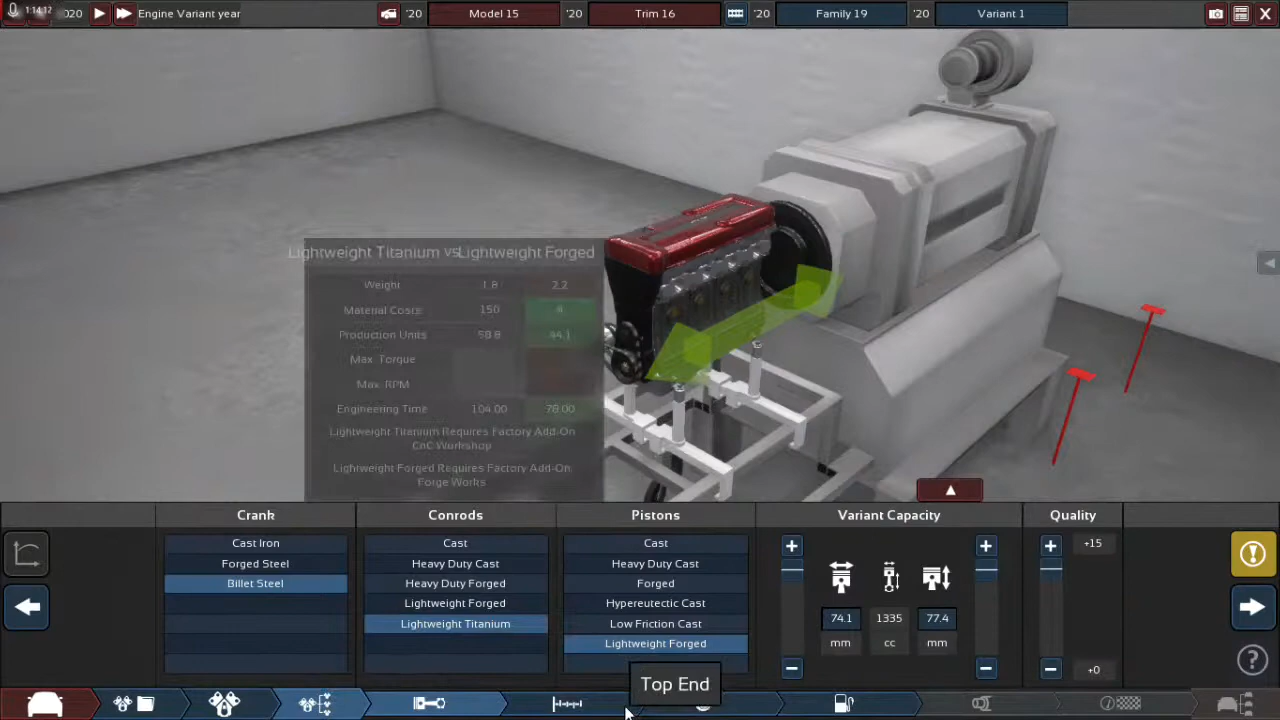 1:14:12
020
Engine Variant year
'20
Model 15
'20
Trim 16
'20
Family 19
'20
Variant 1
Lightweight Titanium vs Lightweight Forged
Weight 1.8 2.2
Material Costs 150
Production Units 58.8 44.1
Max. Torque
Max. RPM
Engineering Time 104.00 78.00
Lightweight Titanium Requires Factory Add-On
CnC Workshop
Lightweight Forged Requires Factory Add-On
Forge Works
Crank
Cast Iron
Forged Steel
Billet Steel
Conrods
Cast
Heavy Duty Cast
Heavy Duty Forged
Lightweight Forged
Lightweight Titanium
Pistons
Cast
Heavy Duty Cast
Forged
Hypereutectic Cast
Low Friction Cast
Lightweight Forged
Variant Capacity
74.1 1335 77.4
mm cc mm
Quality
+15
+0
Top End